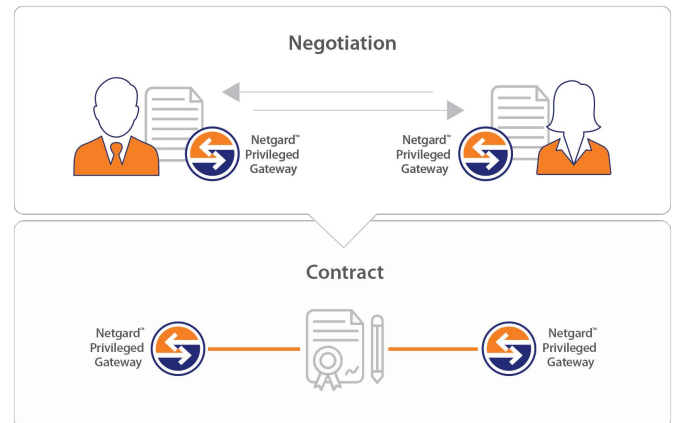 Negotiation
Netgard™
Privileged
Gateway
Netgard™
Privileged
Gateway
Contract
Netgard™
Privileged
Gateway
Netgard™
Privileged
Gateway